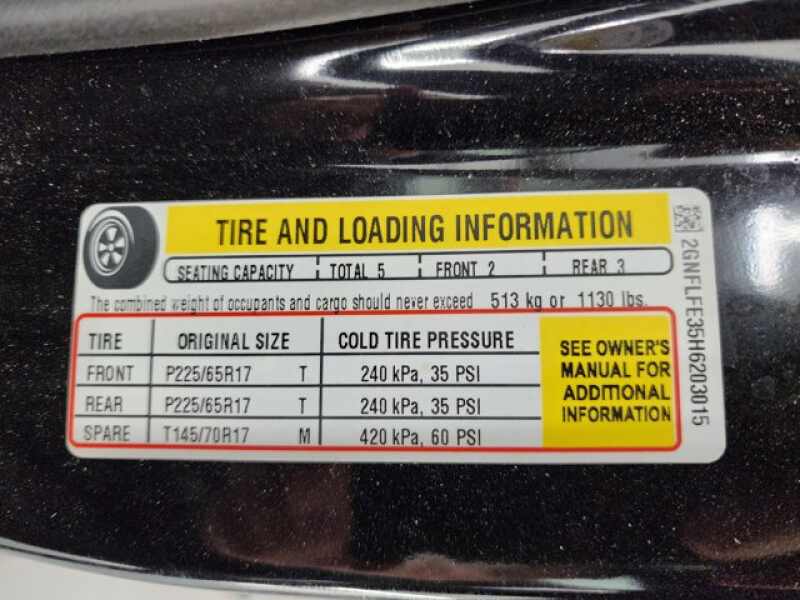 TIRE AND LOADING INFORMATION
SEATING CAPACITY TOTAL 5 FRONT 2 REAR 3
The combined weight of occupants and cargo should never exceed 513 kg or 1130 lbs.
TIRE ORIGINAL SIZE COLD TIRE PRESSURE
FRONT P225/65R17 T 240 kPa, 35 PSI
REAR P225/65R17 T 240 kPa, 35 PSI
SPARE T145/70R17 M 420 kPa, 60 PSI
SEE OWNER'S
MANUAL FOR
ADDITIONAL
INFORMATION
2GNFLFE35H6203015